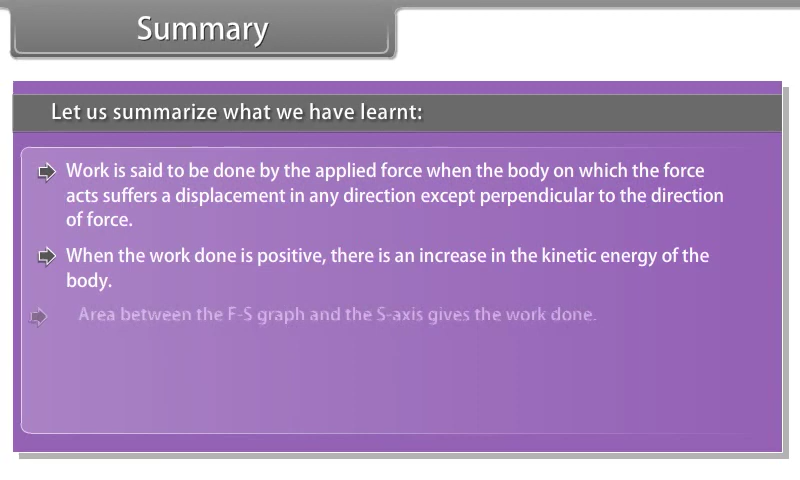 Summary
Let us summarize what we have learnt:
Work is said to be done by the applied force when the body on which the force
acts suffers a displacement in any direction except perpendicular to the direction
of force.
When the work done is positive, there is an increase in the kinetic energy of the
body.
Area between the F-S graph and the S-axis gives the work done.